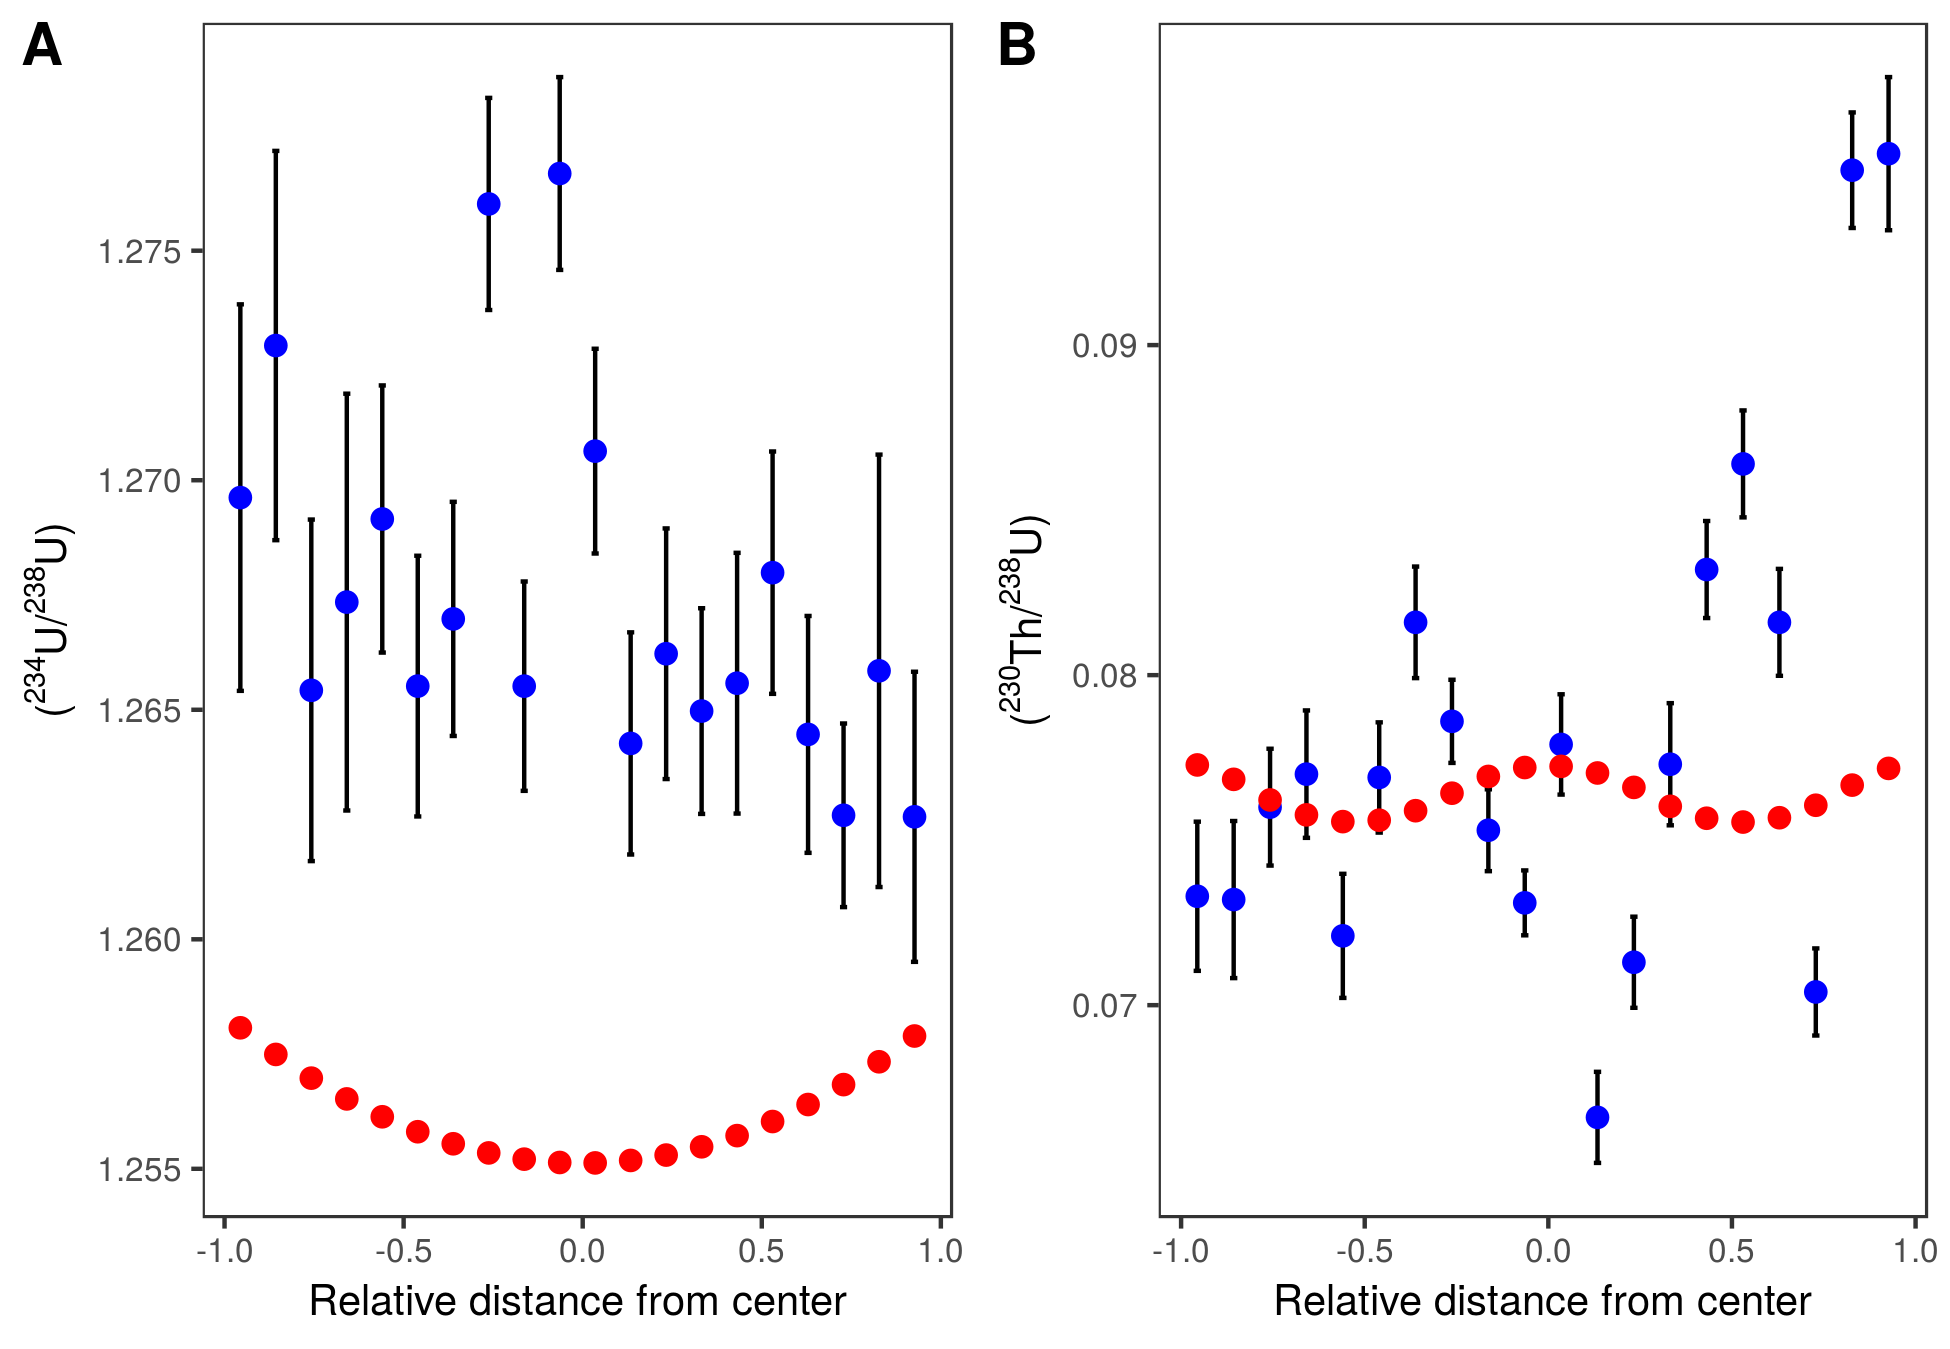 A
B
1.275
1.270
1.265
1.260
1.255
(²³⁴U/²³⁸U)
-1.0 -0.5 0.0 0.5 1.0
Relative distance from center
0.09
0.08
0.07
(²³⁰Th/²³⁸U)
-1.0 -0.5 0.0 0.5 1.0
Relative distance from center